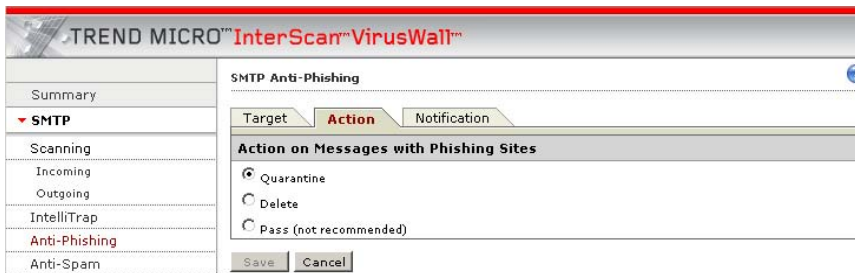 TREND MICRO™ InterScan™ VirusWall™
Summary
SMTP
Scanning
Incoming
Outgoing
IntelliTrap
Anti-Phishing
Anti-Spam
SMTP Anti-Phishing
Target Action Notification
Action on Messages with Phishing Sites
Quarantine
Delete
Pass (not recommended)
Save Cancel